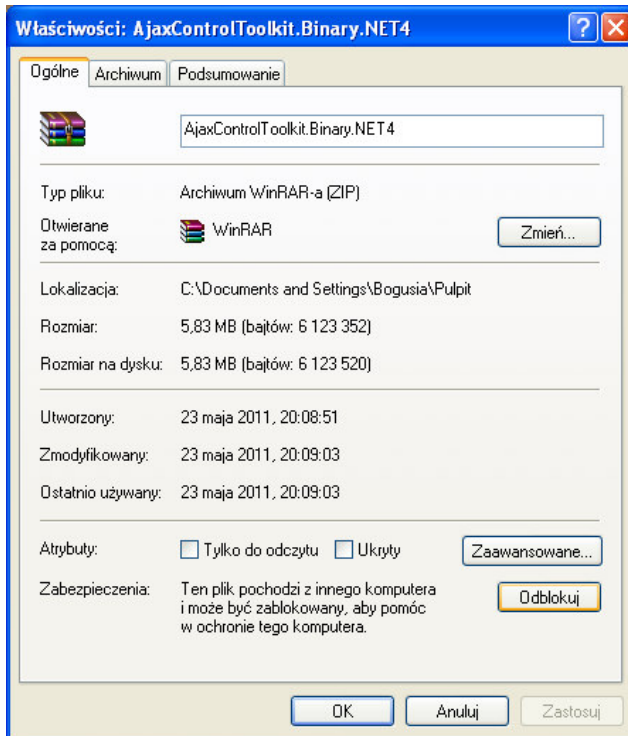 Właściwości: AjaxControlToolkit.Binary.NET4
Ogólne Archiwum Podsumowanie
AjaxControlToolkit.Binary.NET4
Typ pliku: Archiwum WinRAR-a (ZIP)
Otwierane
za pomocą: WinRAR Zmień...
Lokalizacja: C:\Documents and Settings\Bogusia\Pulpit
Rozmiar: 5,83 MB (bajtów: 6 123 352)
Rozmiar na dysku: 5,83 MB (bajtów: 6 123 520)
Utworzony: 23 maja 2011, 20:08:51
Zmodyfikowany: 23 maja 2011, 20:09:03
Ostatnio używany: 23 maja 2011, 20:09:03
Atrybuty: Tylko do odczytu Ukryty Zaawansowane...
Zabezpieczenia: Ten plik pochodzi z innego komputera
i może być zablokowany, aby pomóc
w ochronie tego komputera.
Odblokuj
OK Anuluj Zastosuj